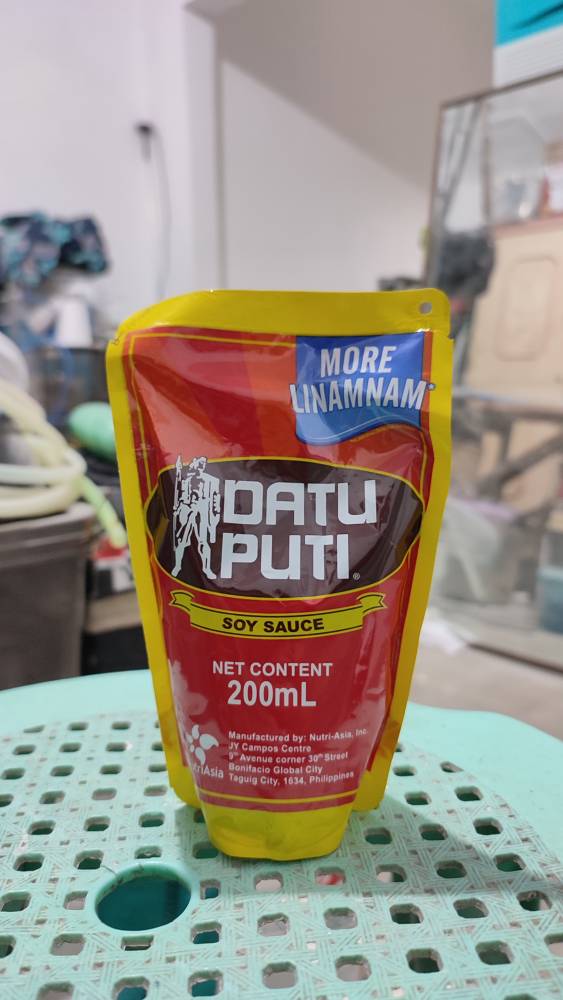 MORE
LINAMNAM*
DATU
PUTI®
SOY SAUCE
NET CONTENT
200mL
Manufactured by: Nutri-Asia, Inc.
JY Campos Centre
9th Avenue corner 30th Street
Bonifacio Global City
Taguig City, 1634, Philippines
triAsia